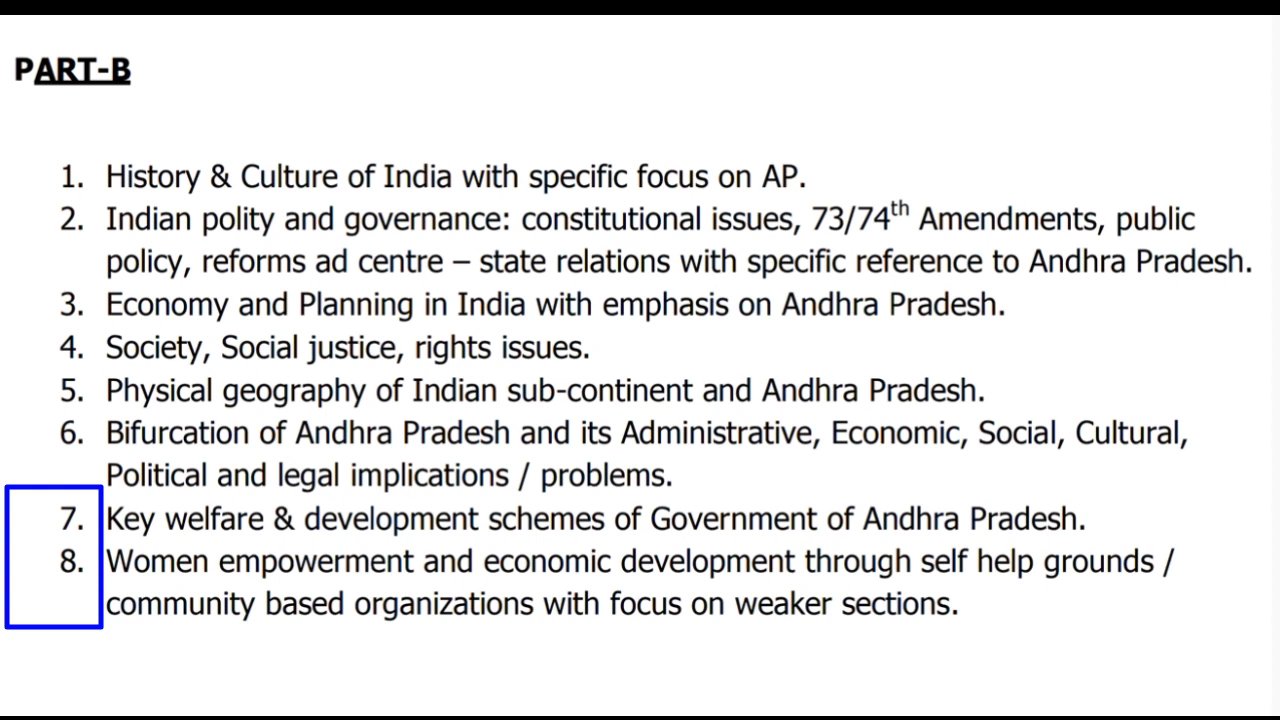 PART-B
1. History & Culture of India with specific focus on AP.
2. Indian polity and governance: constitutional issues, 73/74th Amendments, public
policy, reforms ad centre – state relations with specific reference to Andhra Pradesh.
3. Economy and Planning in India with emphasis on Andhra Pradesh.
4. Society, Social justice, rights issues.
5. Physical geography of Indian sub-continent and Andhra Pradesh.
6. Bifurcation of Andhra Pradesh and its Administrative, Economic, Social, Cultural,
Political and legal implications / problems.
7. Key welfare & development schemes of Government of Andhra Pradesh.
8. Women empowerment and economic development through self help grounds /
community based organizations with focus on weaker sections.